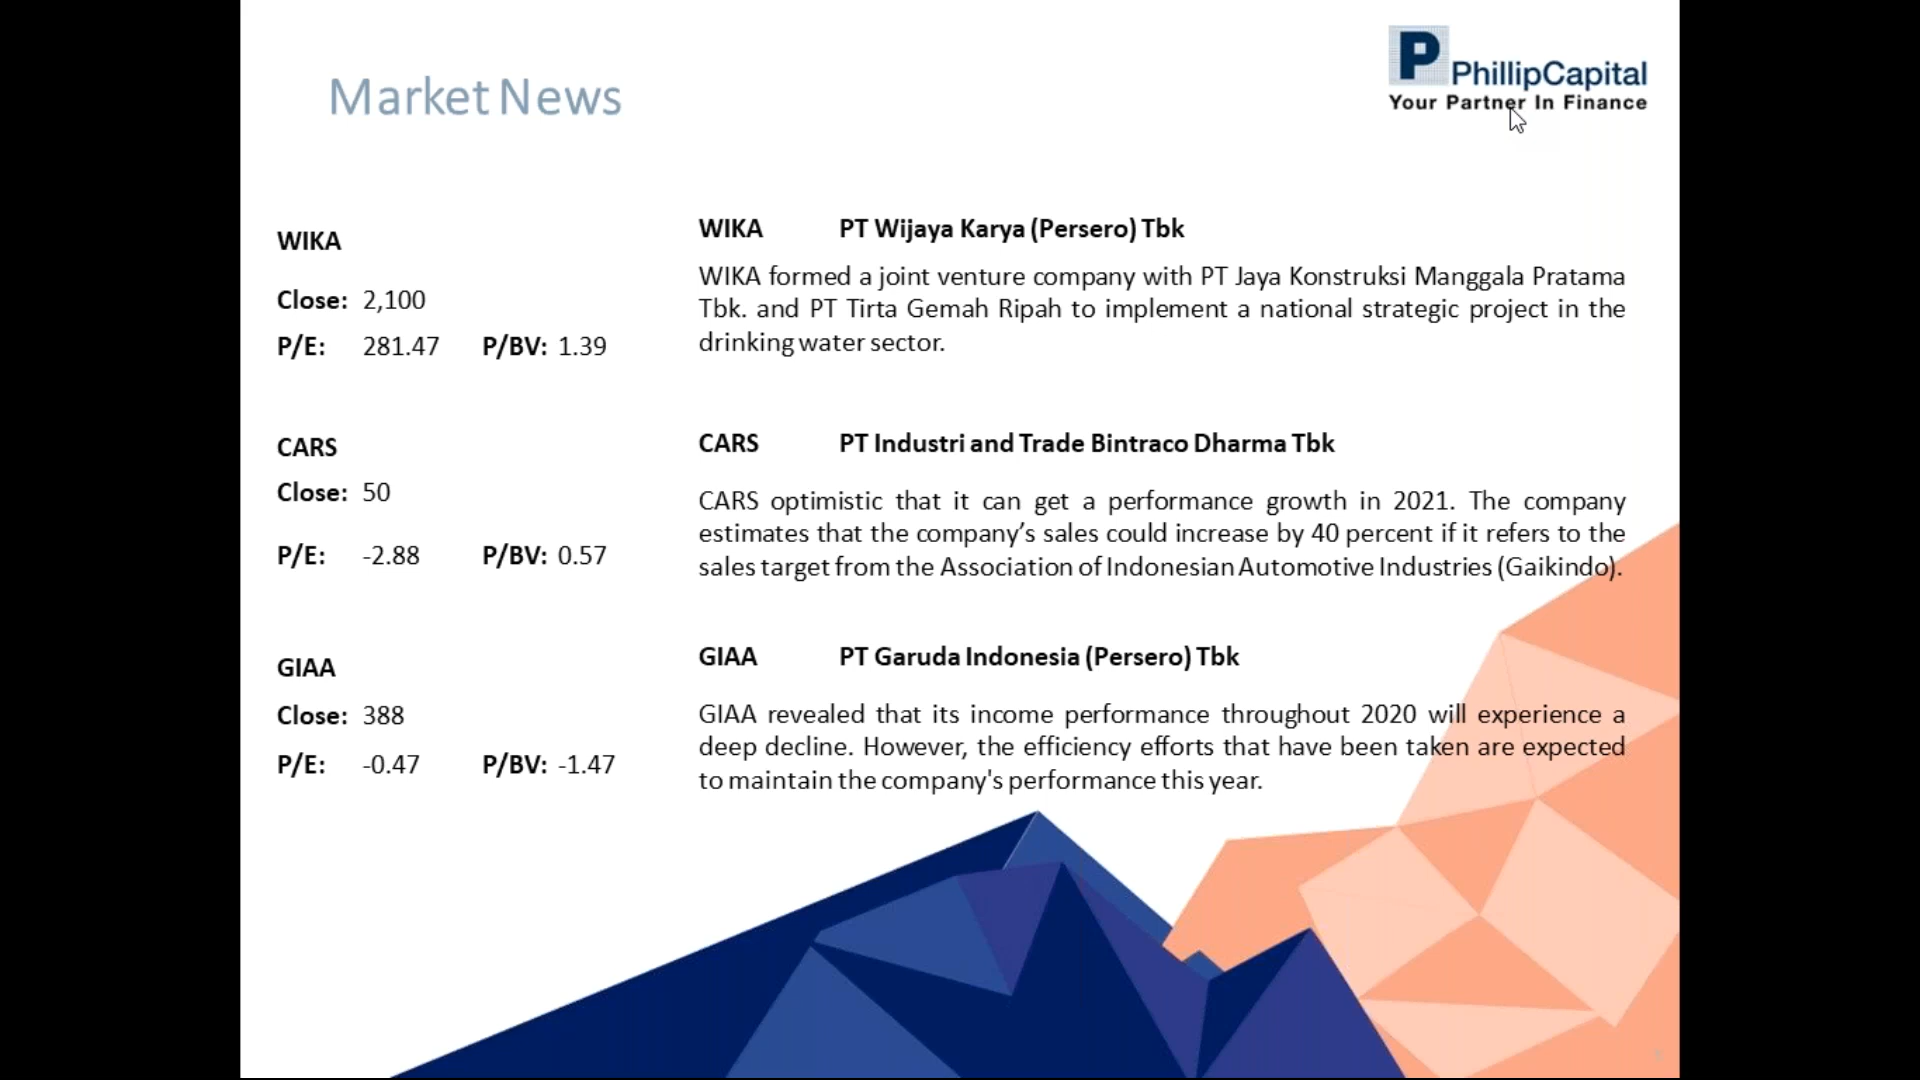 Market News
P PhillipCapital
Your Partner In Finance
WIKA
Close: 2,100
P/E: 281.47 P/BV: 1.39
WIKA PT Wijaya Karya (Persero) Tbk
WIKA formed a joint venture company with PT Jaya Konstruksi Manggala Pratama
Tbk. and PT Tirta Gemah Ripah to implement a national strategic project in the
drinking water sector.
CARS
Close: 50
P/E: -2.88 P/BV: 0.57
CARS PT Industri and Trade Bintraco Dharma Tbk
CARS optimistic that it can get a performance growth in 2021. The company
estimates that the company’s sales could increase by 40 percent if it refers to the
sales target from the Association of Indonesian Automotive Industries (Gaikindo).
GIAA
Close: 388
P/E: -0.47 P/BV: -1.47
GIAA PT Garuda Indonesia (Persero) Tbk
GIAA revealed that its income performance throughout 2020 will experience a
deep decline. However, the efficiency efforts that have been taken are expected
to maintain the company's performance this year.